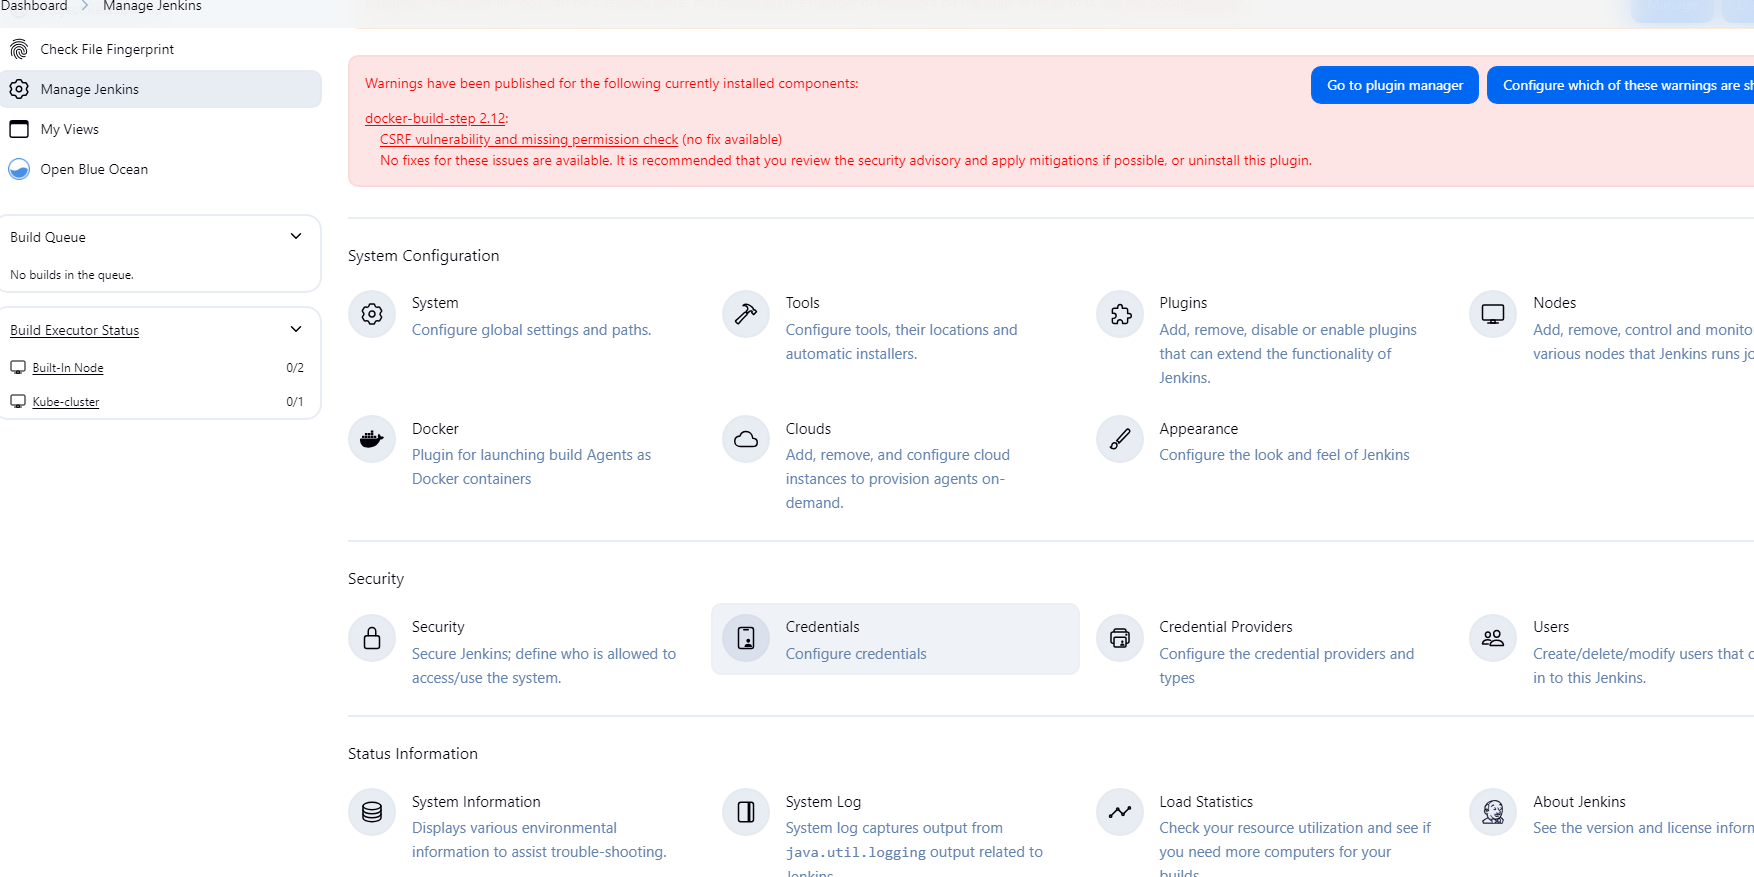 Dashboard
Manage Jenkins
Check File Fingerprint
Manage Jenkins
My Views
Open Blue Ocean
Build Queue
No builds in the queue.
Build Executor Status
Built-In Node 0/2
Kube-cluster 0/1
Warnings have been published for the following currently installed components:
Go to plugin manager
Configure which of these warnings are sh
docker-build-step 2.12:
CSRF vulnerability and missing permission check (no fix available)
No fixes for these issues are available. It is recommended that you review the security advisory and apply mitigations if possible, or uninstall this plugin.
System Configuration
System
Configure global settings and paths.
Tools
Configure tools, their locations and
automatic installers.
Plugins
Add, remove, disable or enable plugins
that can extend the functionality of
Jenkins.
Nodes
Add, remove, control and monito
various nodes that Jenkins runs jo
Docker
Plugin for launching build Agents as
Docker containers
Clouds
Add, remove, and configure cloud
instances to provision agents on-
demand.
Appearance
Configure the look and feel of Jenkins
Security
Security
Secure Jenkins; define who is allowed to
access/use the system.
Credentials
Configure credentials
Credential Providers
Configure the credential providers and
types
Users
Create/delete/modify users that c
in to this Jenkins.
Status Information
System Information
Displays various environmental
information to assist trouble-shooting.
System Log
System log captures output from
java.util.logging output related to
Jenkins.
Load Statistics
Check your resource utilization and see if
you need more computers for your
builds.
About Jenkins
See the version and license inform